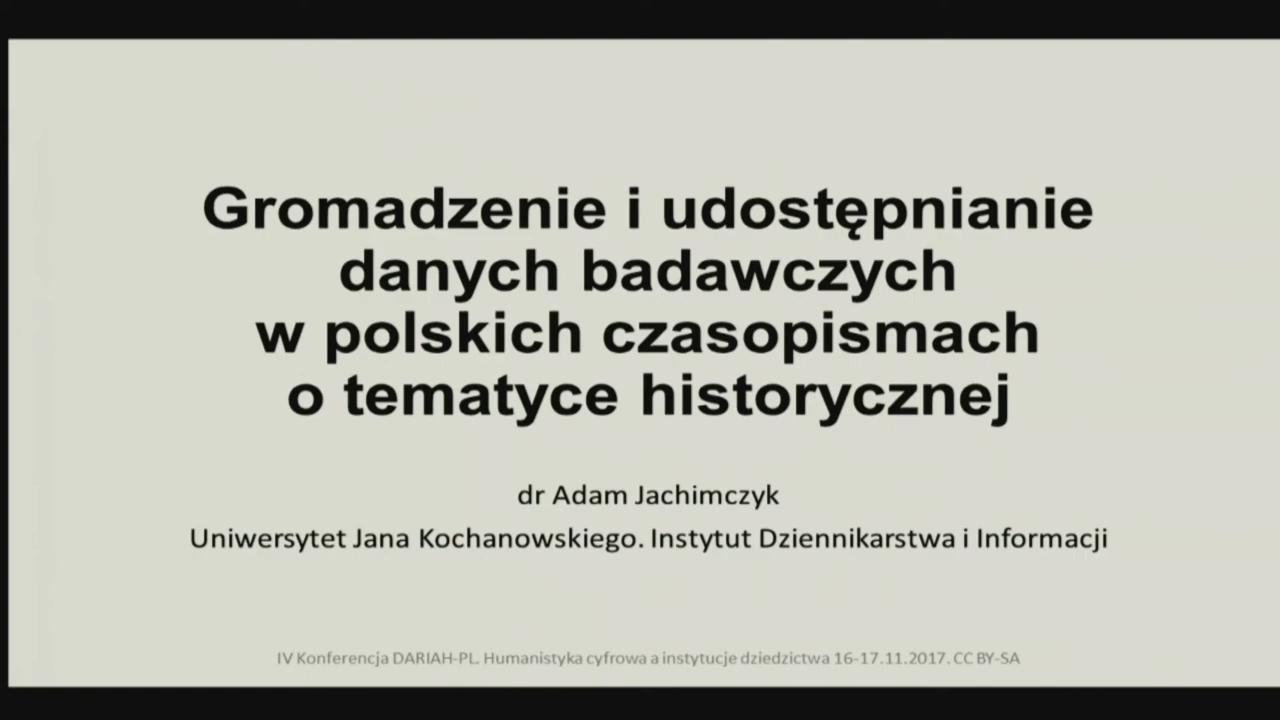 Gromadzenie i udostępnianie
danych badawczych
w polskich czasopismach
o tematyce historycznej
dr Adam Jachimczyk
Uniwersytet Jana Kochanowskiego. Instytut Dziennikarstwa i Informacji
IV Konferencja DARIAH-PL. Humanistyka cyfrowa a instytucje dziedzictwa 16-17.11.2017. CC BY-SA